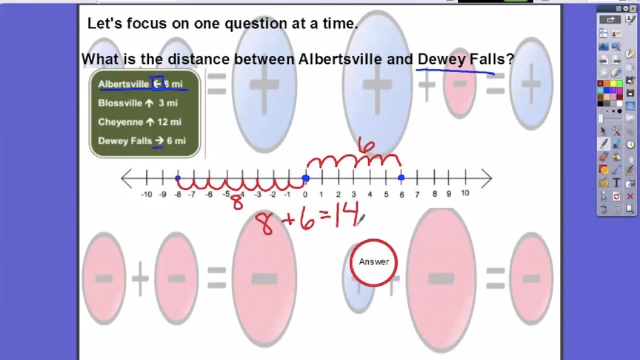 Let's focus on one question at a time.
What is the distance between Albertsville and Dewey Falls?
Albertsville ← 8 mi
Blossville ↑ 3 mi
Cheyenne ↑ 12 mi
Dewey Falls → 6 mi
6
-10 -9 -8 -7 -6 -5 -4 -3 -2 -1 0 1 2 3 4 5 6 7 8 9 10
8
8 + 6 = 14
Answer